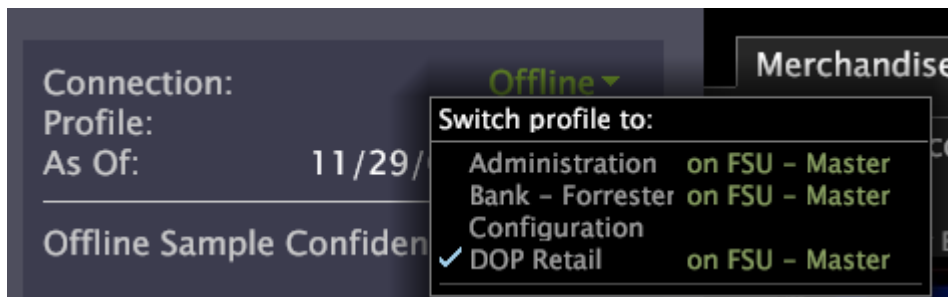 Connection: Offline
Profile:
As Of: 11/29/
Offline Sample Confiden
Merchandise
Switch profile to:
Administration on FSU – Master
Bank – Forrester on FSU – Master
Configuration
DOP Retail on FSU – Master